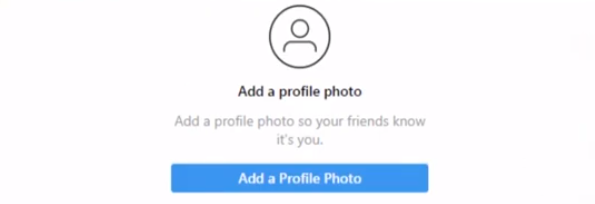 Add a profile photo
Add a profile photo so your friends know
it's you.
Add a Profile Photo